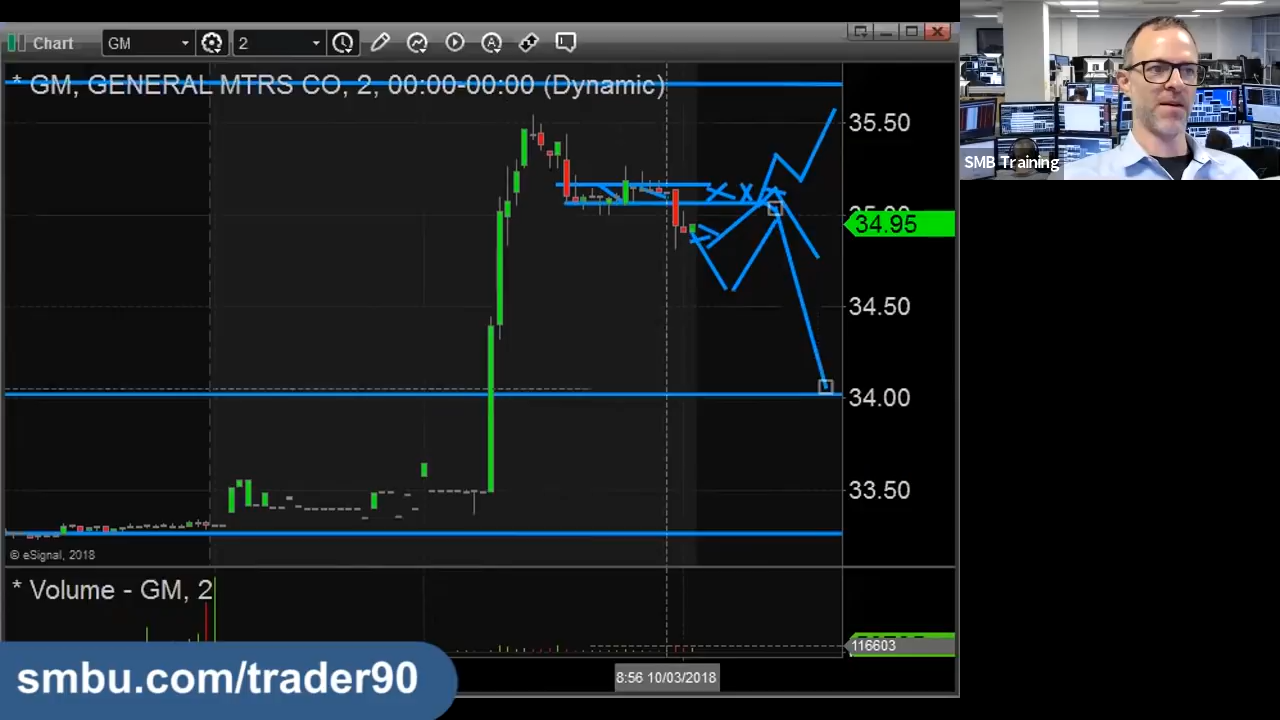 Chart GM 2
* GM, GENERAL MTRS CO, 2, 00:00-00:00 (Dynamic)
SMB Training
35.50
34.95
34.50
34.00
33.50
© eSignal, 2018
* Volume - GM, 2
116603
8:56 10/03/2018
smbu.com/trader90